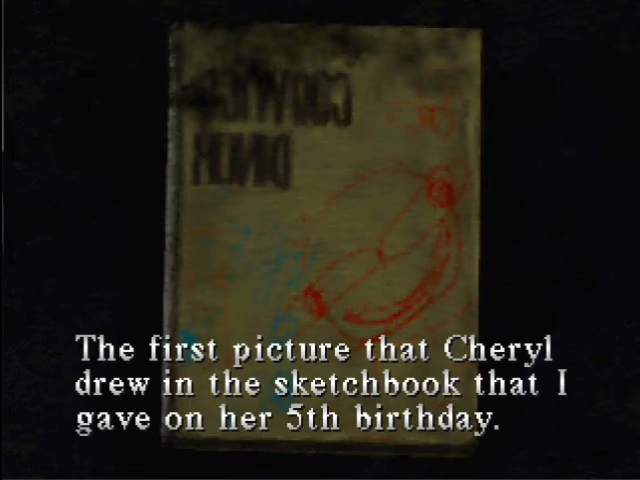 The first picture that Cheryl
drew in the sketchbook that I
gave on her 5th birthday.